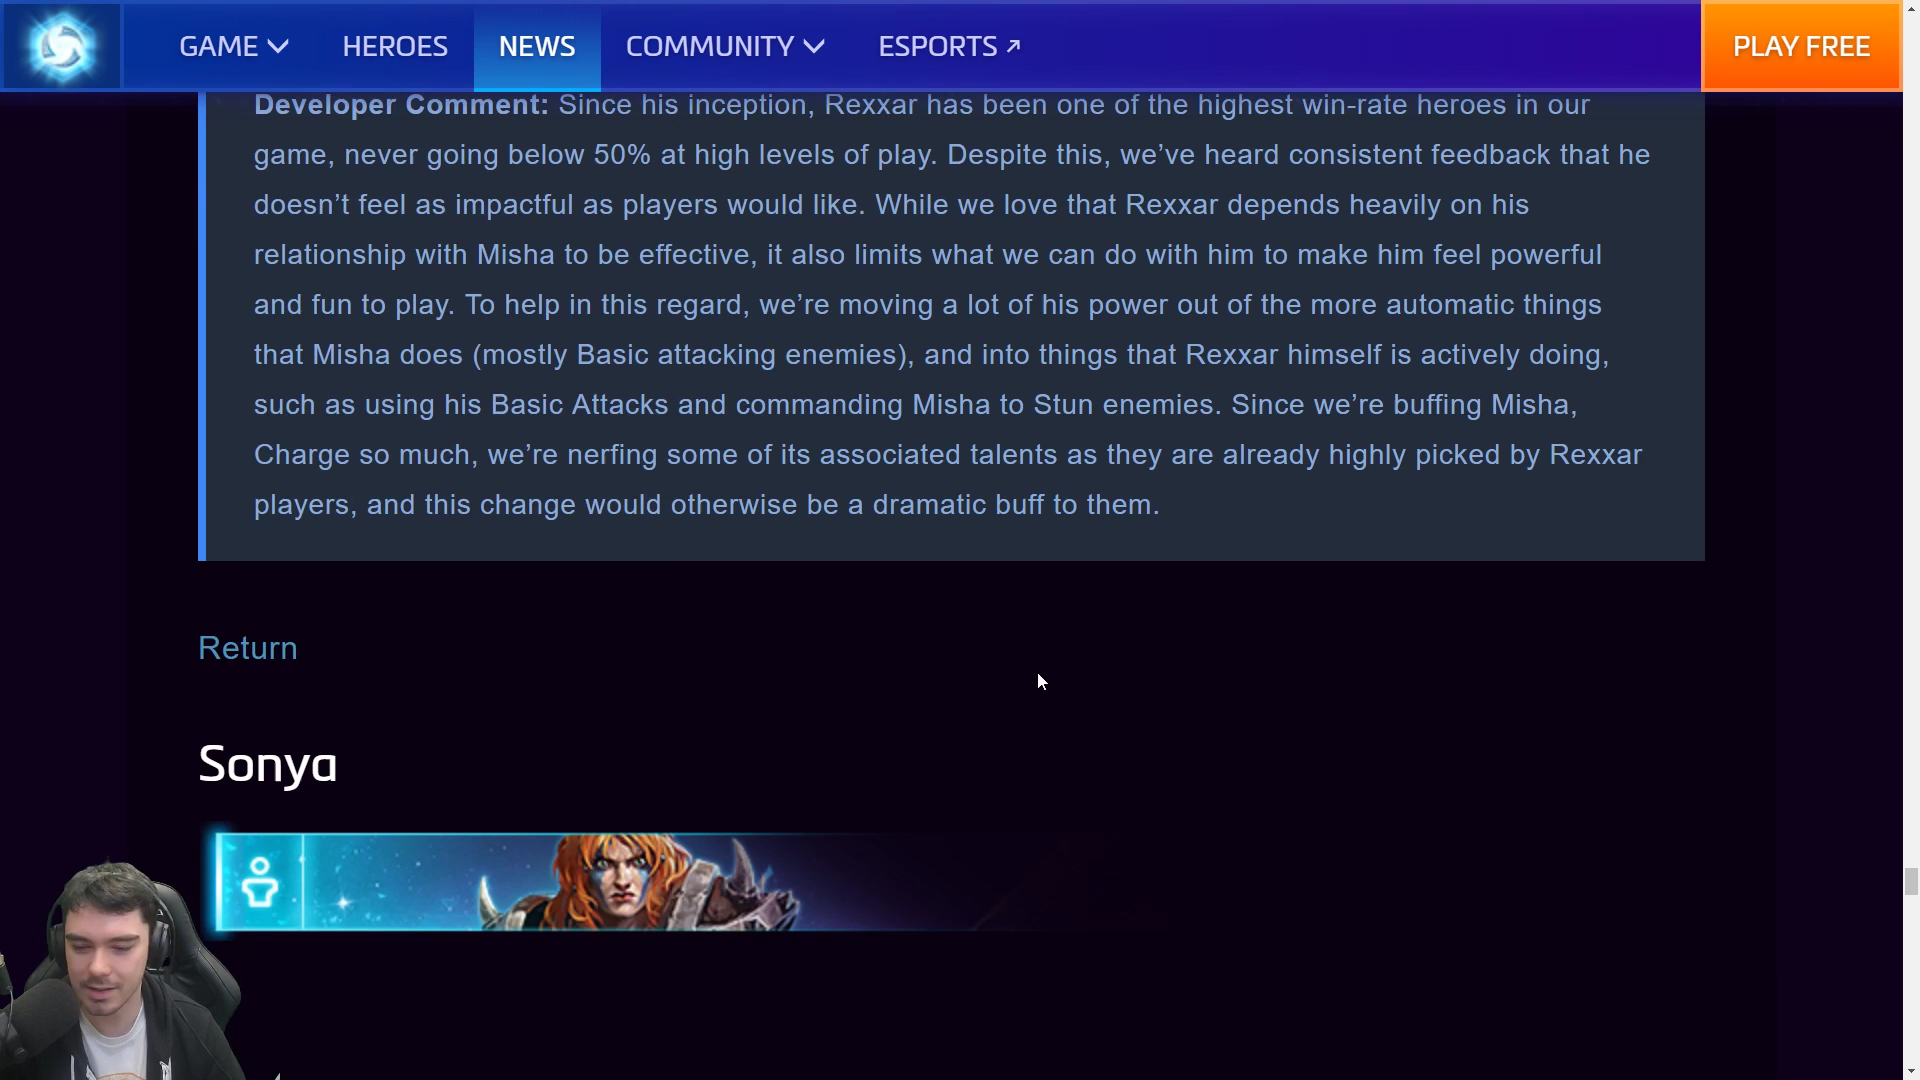 GAME HEROES NEWS COMMUNITY ESPORTS PLAY FREE
Developer Comment: Since his inception, Rexxar has been one of the highest win-rate heroes in our
game, never going below 50% at high levels of play. Despite this, we’ve heard consistent feedback that he
doesn’t feel as impactful as players would like. While we love that Rexxar depends heavily on his
relationship with Misha to be effective, it also limits what we can do with him to make him feel powerful
and fun to play. To help in this regard, we’re moving a lot of his power out of the more automatic things
that Misha does (mostly Basic attacking enemies), and into things that Rexxar himself is actively doing,
such as using his Basic Attacks and commanding Misha to Stun enemies. Since we’re buffing Misha,
Charge so much, we’re nerfing some of its associated talents as they are already highly picked by Rexxar
players, and this change would otherwise be a dramatic buff to them.
Return
Sonya